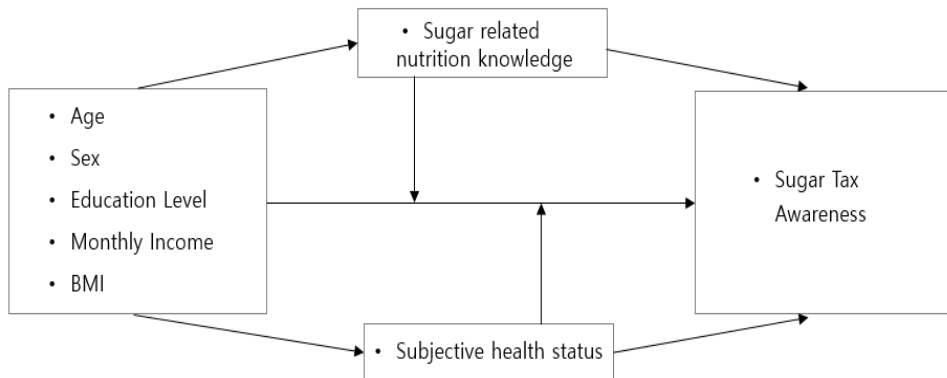 • Sugar related
nutrition knowledge
• Age
• Sex
• Education Level
• Monthly Income
• BMI
• Sugar Tax
Awareness
• Subjective health status